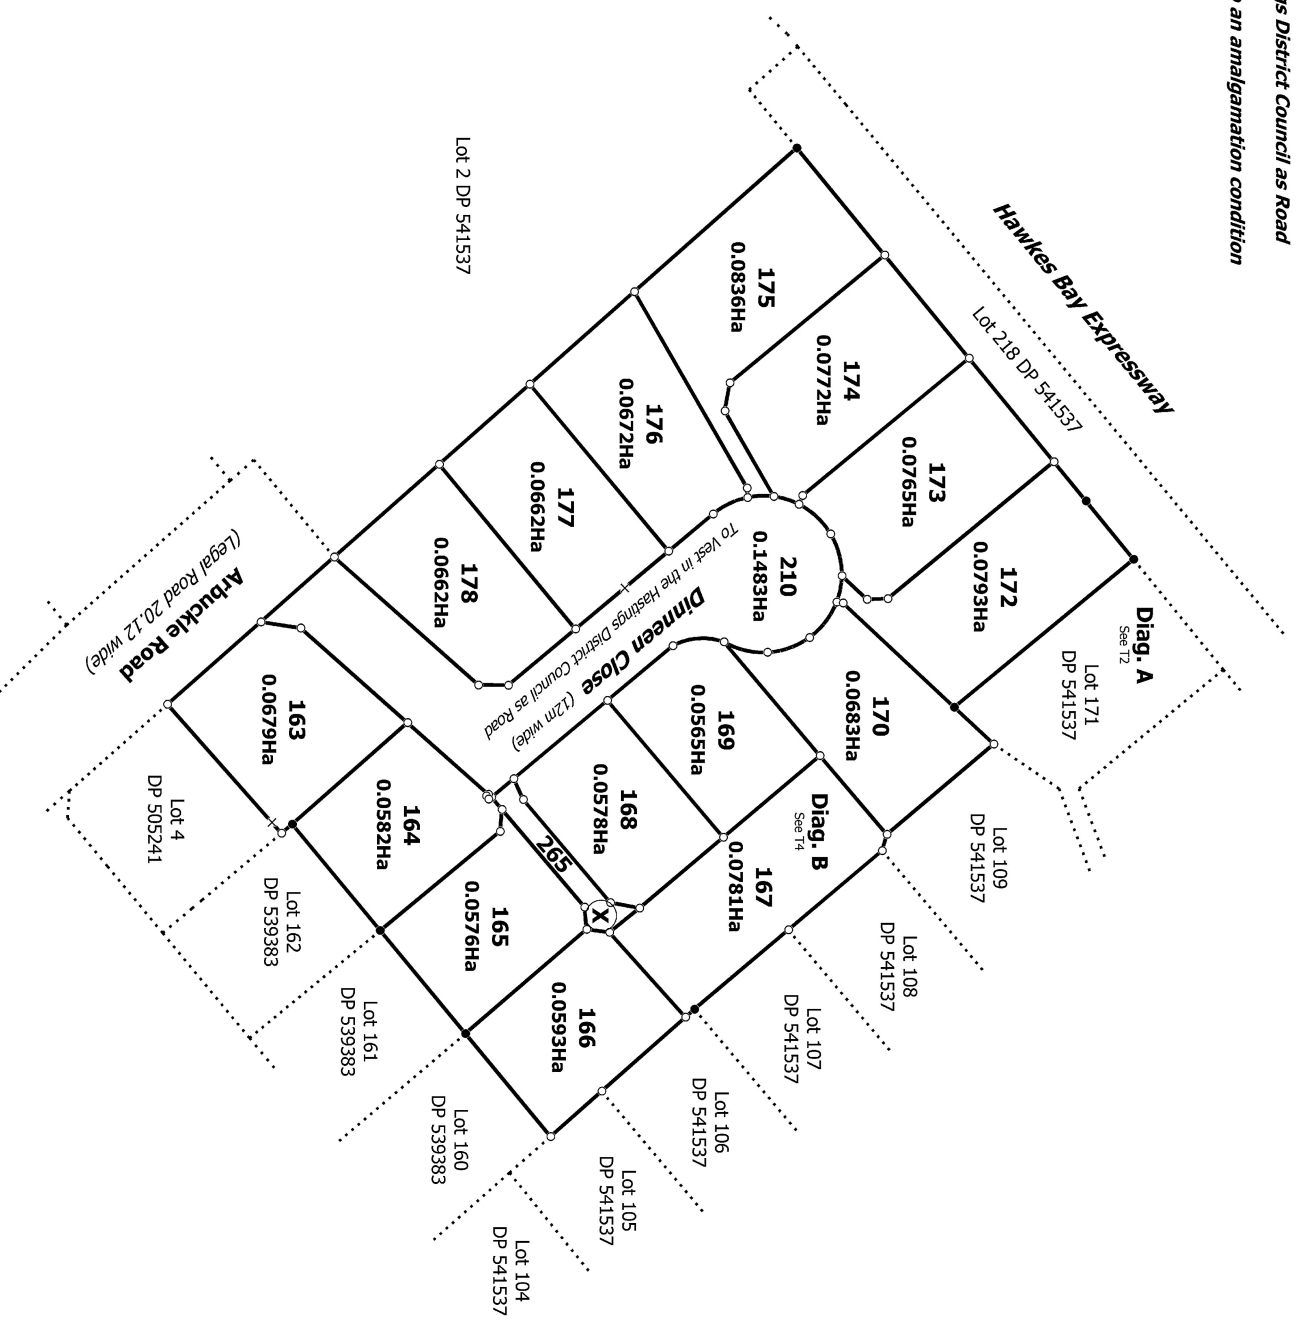 gs District Council as Road
an amalgamation condition
Hawkes Bay Expressway
Lot 218 DP 541537
Lot 2 DP 541537
175
0.0836Ha
174
0.0772Ha
173
0.0765Ha
172
0.0793Ha
Diag. A
See T2
Lot 171
DP 541537
176
0.0672Ha
177
0.0662Ha
178
0.0662Ha
210
0.1483Ha
To Vest in the Hastings District Council as Road
Dinneen Close (12m wide)
170
0.0683Ha
169
0.0565Ha
168
0.0578Ha
Diag. B
See T4
167
0.0781Ha
265
X
Arbuckle Road
(Legal Road 20.12 wide)
163
0.0679Ha
164
0.0582Ha
165
0.0576Ha
166
0.0593Ha
Lot 4
DP 505241
Lot 162
DP 539383
Lot 161
DP 539383
Lot 160
DP 539383
Lot 109
DP 541537
Lot 108
DP 541537
Lot 107
DP 541537
Lot 106
DP 541537
Lot 105
DP 541537
Lot 104
DP 541537